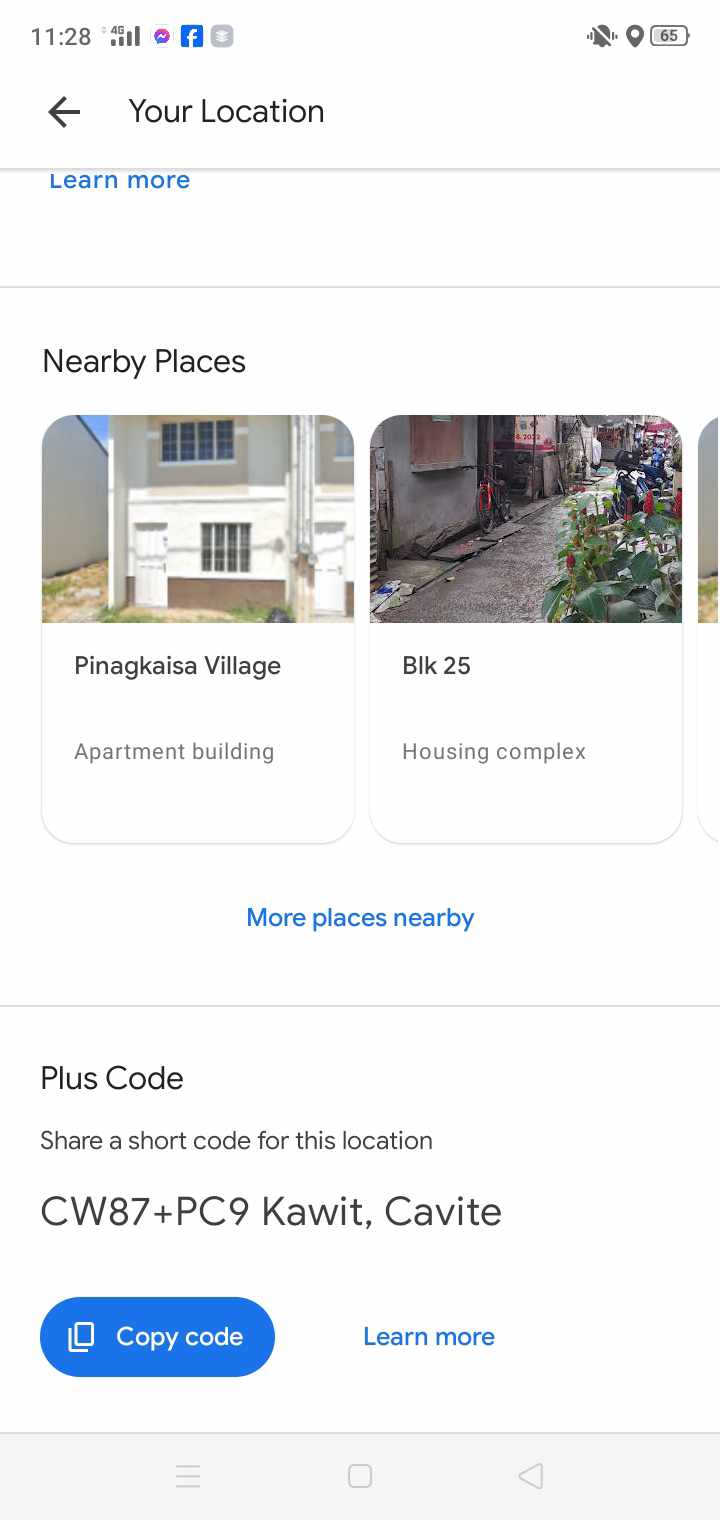 11:28 4G 65
Your Location
Learn more
Nearby Places
Pinagkaisa Village
Apartment building
Blk 25
Housing complex
More places nearby
Plus Code
Share a short code for this location
CW87+PC9 Kawit, Cavite
Copy code
Learn more